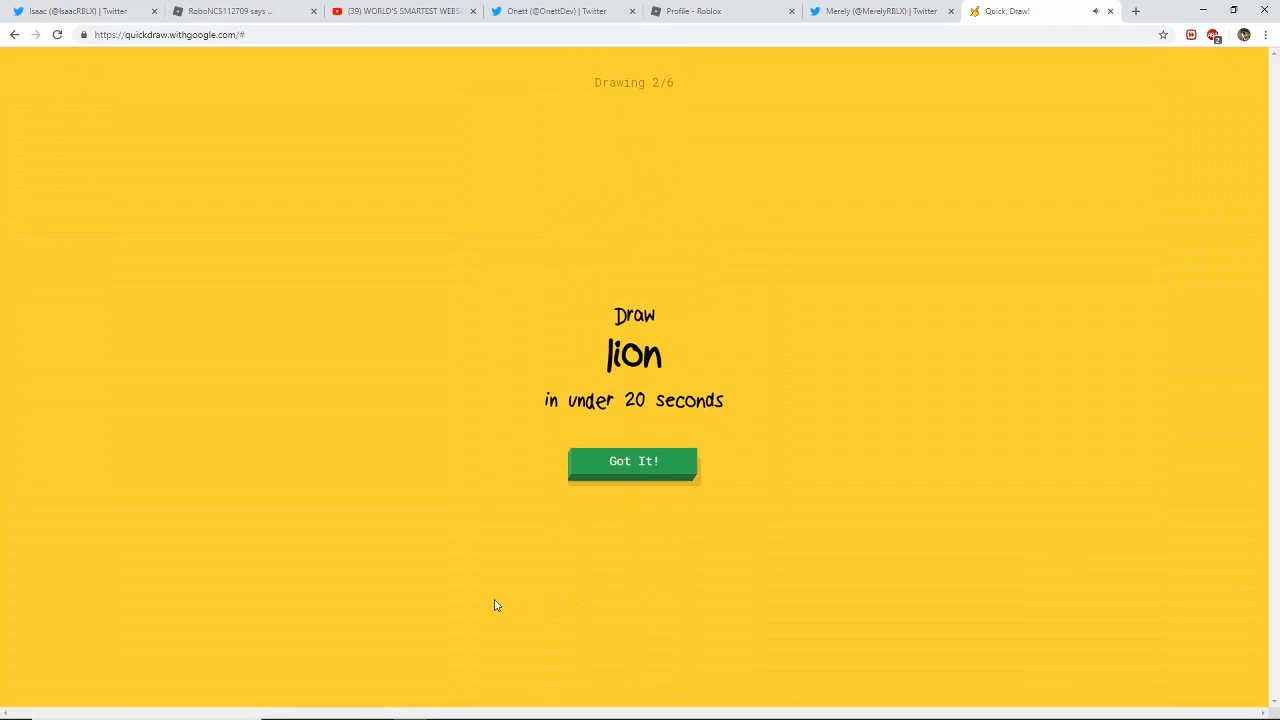 Isaac (@IsaacRBLX) | Twitter
RoboNCS112709 says ...
(39) WORLD'S SMARTEST WEBS
Onett (@OnettDev) | Twitter
Profile - Roblox
Merely (@MerelyRBLX) | Twitter
Quick, Draw!
https://quickdraw.withgoogle.com/#
Drawing 2/6
Draw
lion
in under 20 seconds
Got It!